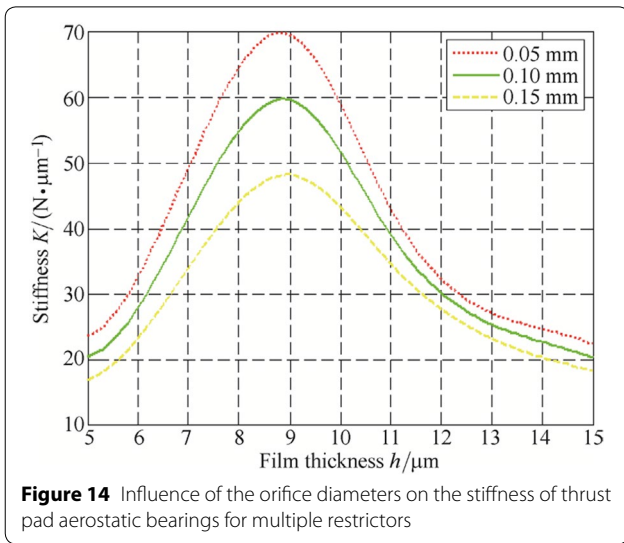 70
60
50
40
30
20
10
Stiffness K/(N•μm⁻¹)
0.05 mm
0.10 mm
0.15 mm
5 6 7 8 9 10 11 12 13 14 15
Film thickness h/μm
Figure 14 Influence of the orifice diameters on the stiffness of thrust
pad aerostatic bearings for multiple restrictors